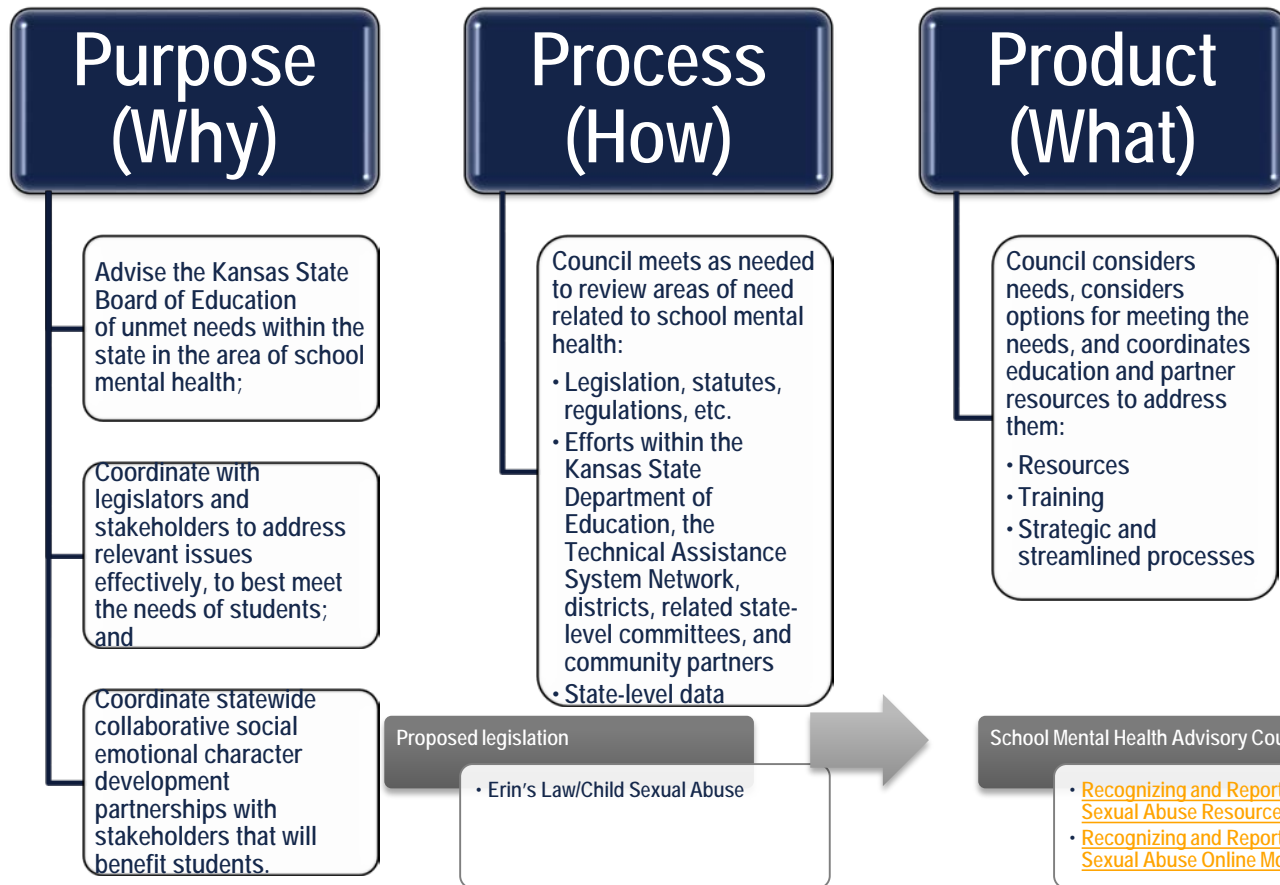 Purpose
(Why)
Advise the Kansas State
Board of Education
of unmet needs within the
state in the area of school
mental health;
Coordinate with
legislators and
stakeholders to address
relevant issues
effectively, to best meet
the needs of students;
and
Coordinate statewide
collaborative social
emotional character
development
partnerships with
stakeholders that will
benefit students.
Process
(How)
Council meets as needed
to review areas of need
related to school mental
health:
• Legislation, statutes,
regulations, etc.
• Efforts within the
Kansas State
Department of
Education, the
Technical Assistance
System Network,
districts, related state-
level committees, and
community partners
• State-level data
Product
(What)
Council considers
needs, considers
options for meeting the
needs, and coordinates
education and partner
resources to address
them:
• Resources
• Training
• Strategic and
streamlined processes
Proposed legislation
• Erin's Law/Child Sexual Abuse
School Mental Health Advisory
• Recognizing and
Sexual Abuse
• Recognizing and
Sexual Abuse Online